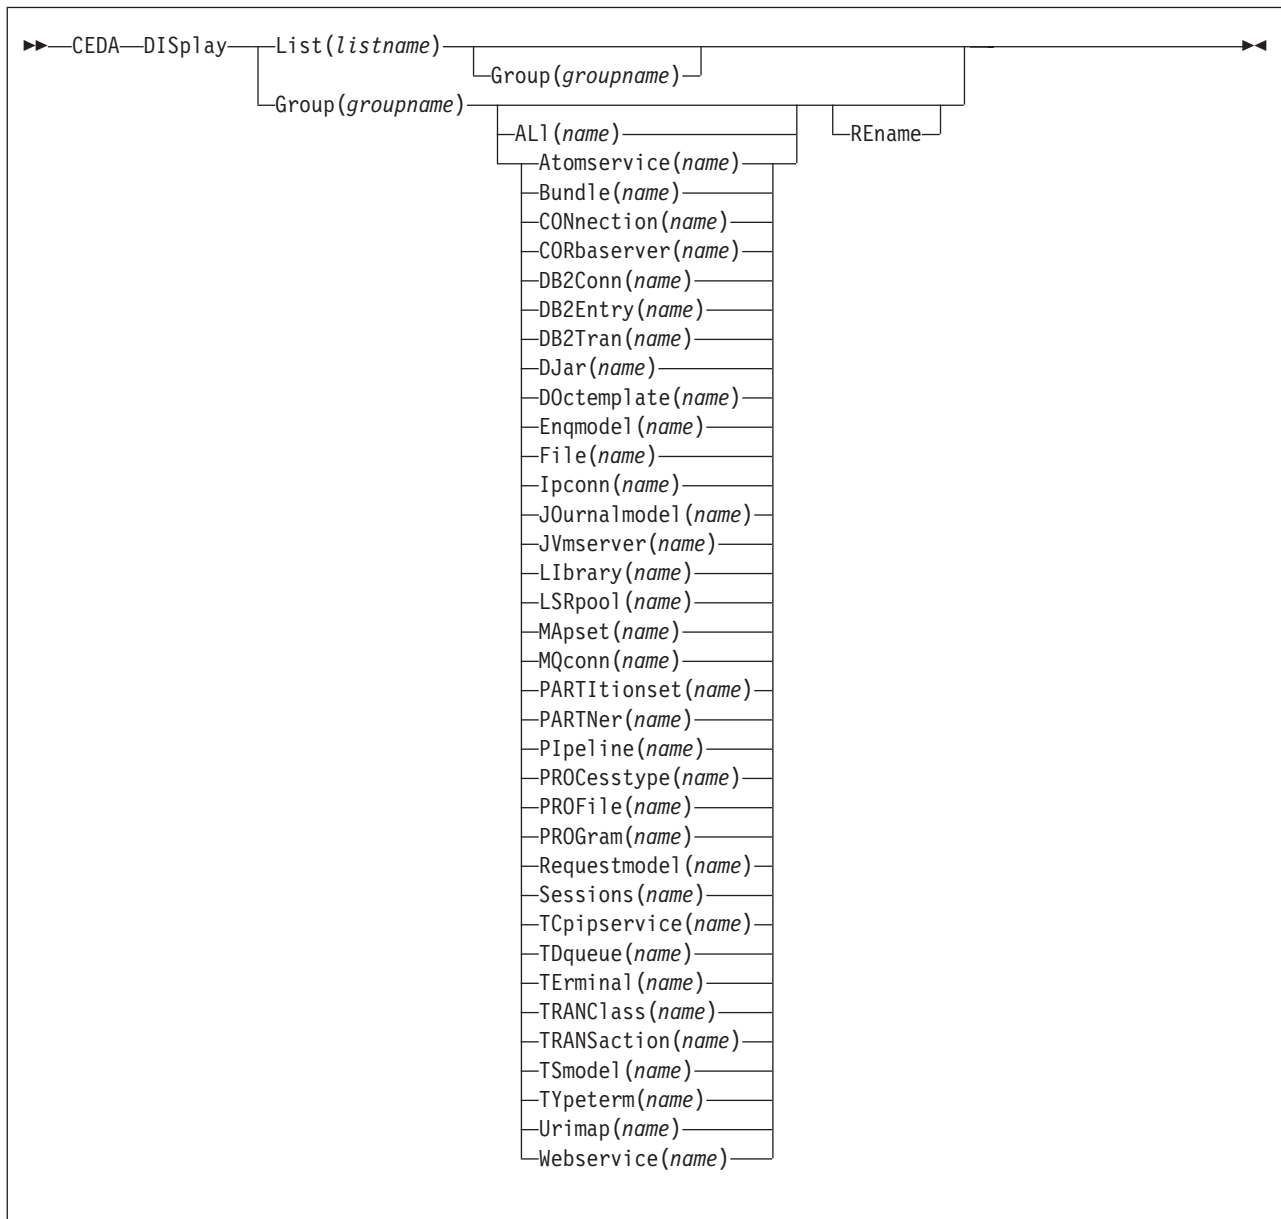 CEDA DISplay List(listname)
Group(groupname)
Group(groupname)
ALl(name) REname
Atomservice(name)
Bundle(name)
CONnection(name)
CORbaserver(name)
DB2Conn(name)
DB2Entry(name)
DB2Tran(name)
DJar(name)
DOctemplate(name)
Enqmodel(name)
File(name)
Ipconn(name)
JOurnalmodel(name)
JVmserver(name)
LIbrary(name)
LSRpool(name)
MApset(name)
MQconn(name)
PARTItionset(name)
PARTNer(name)
PIpeline(name)
PROCesstype(name)
PROFile(name)
PROGram(name)
Requestmodel(name)
Sessions(name)
TCpipservice(name)
TDqueue(name)
TErminal(name)
TRANClass(name)
TRANSaction(name)
TSmodel(name)
TYpeterm(name)
Urimap(name)
Webservice(name)